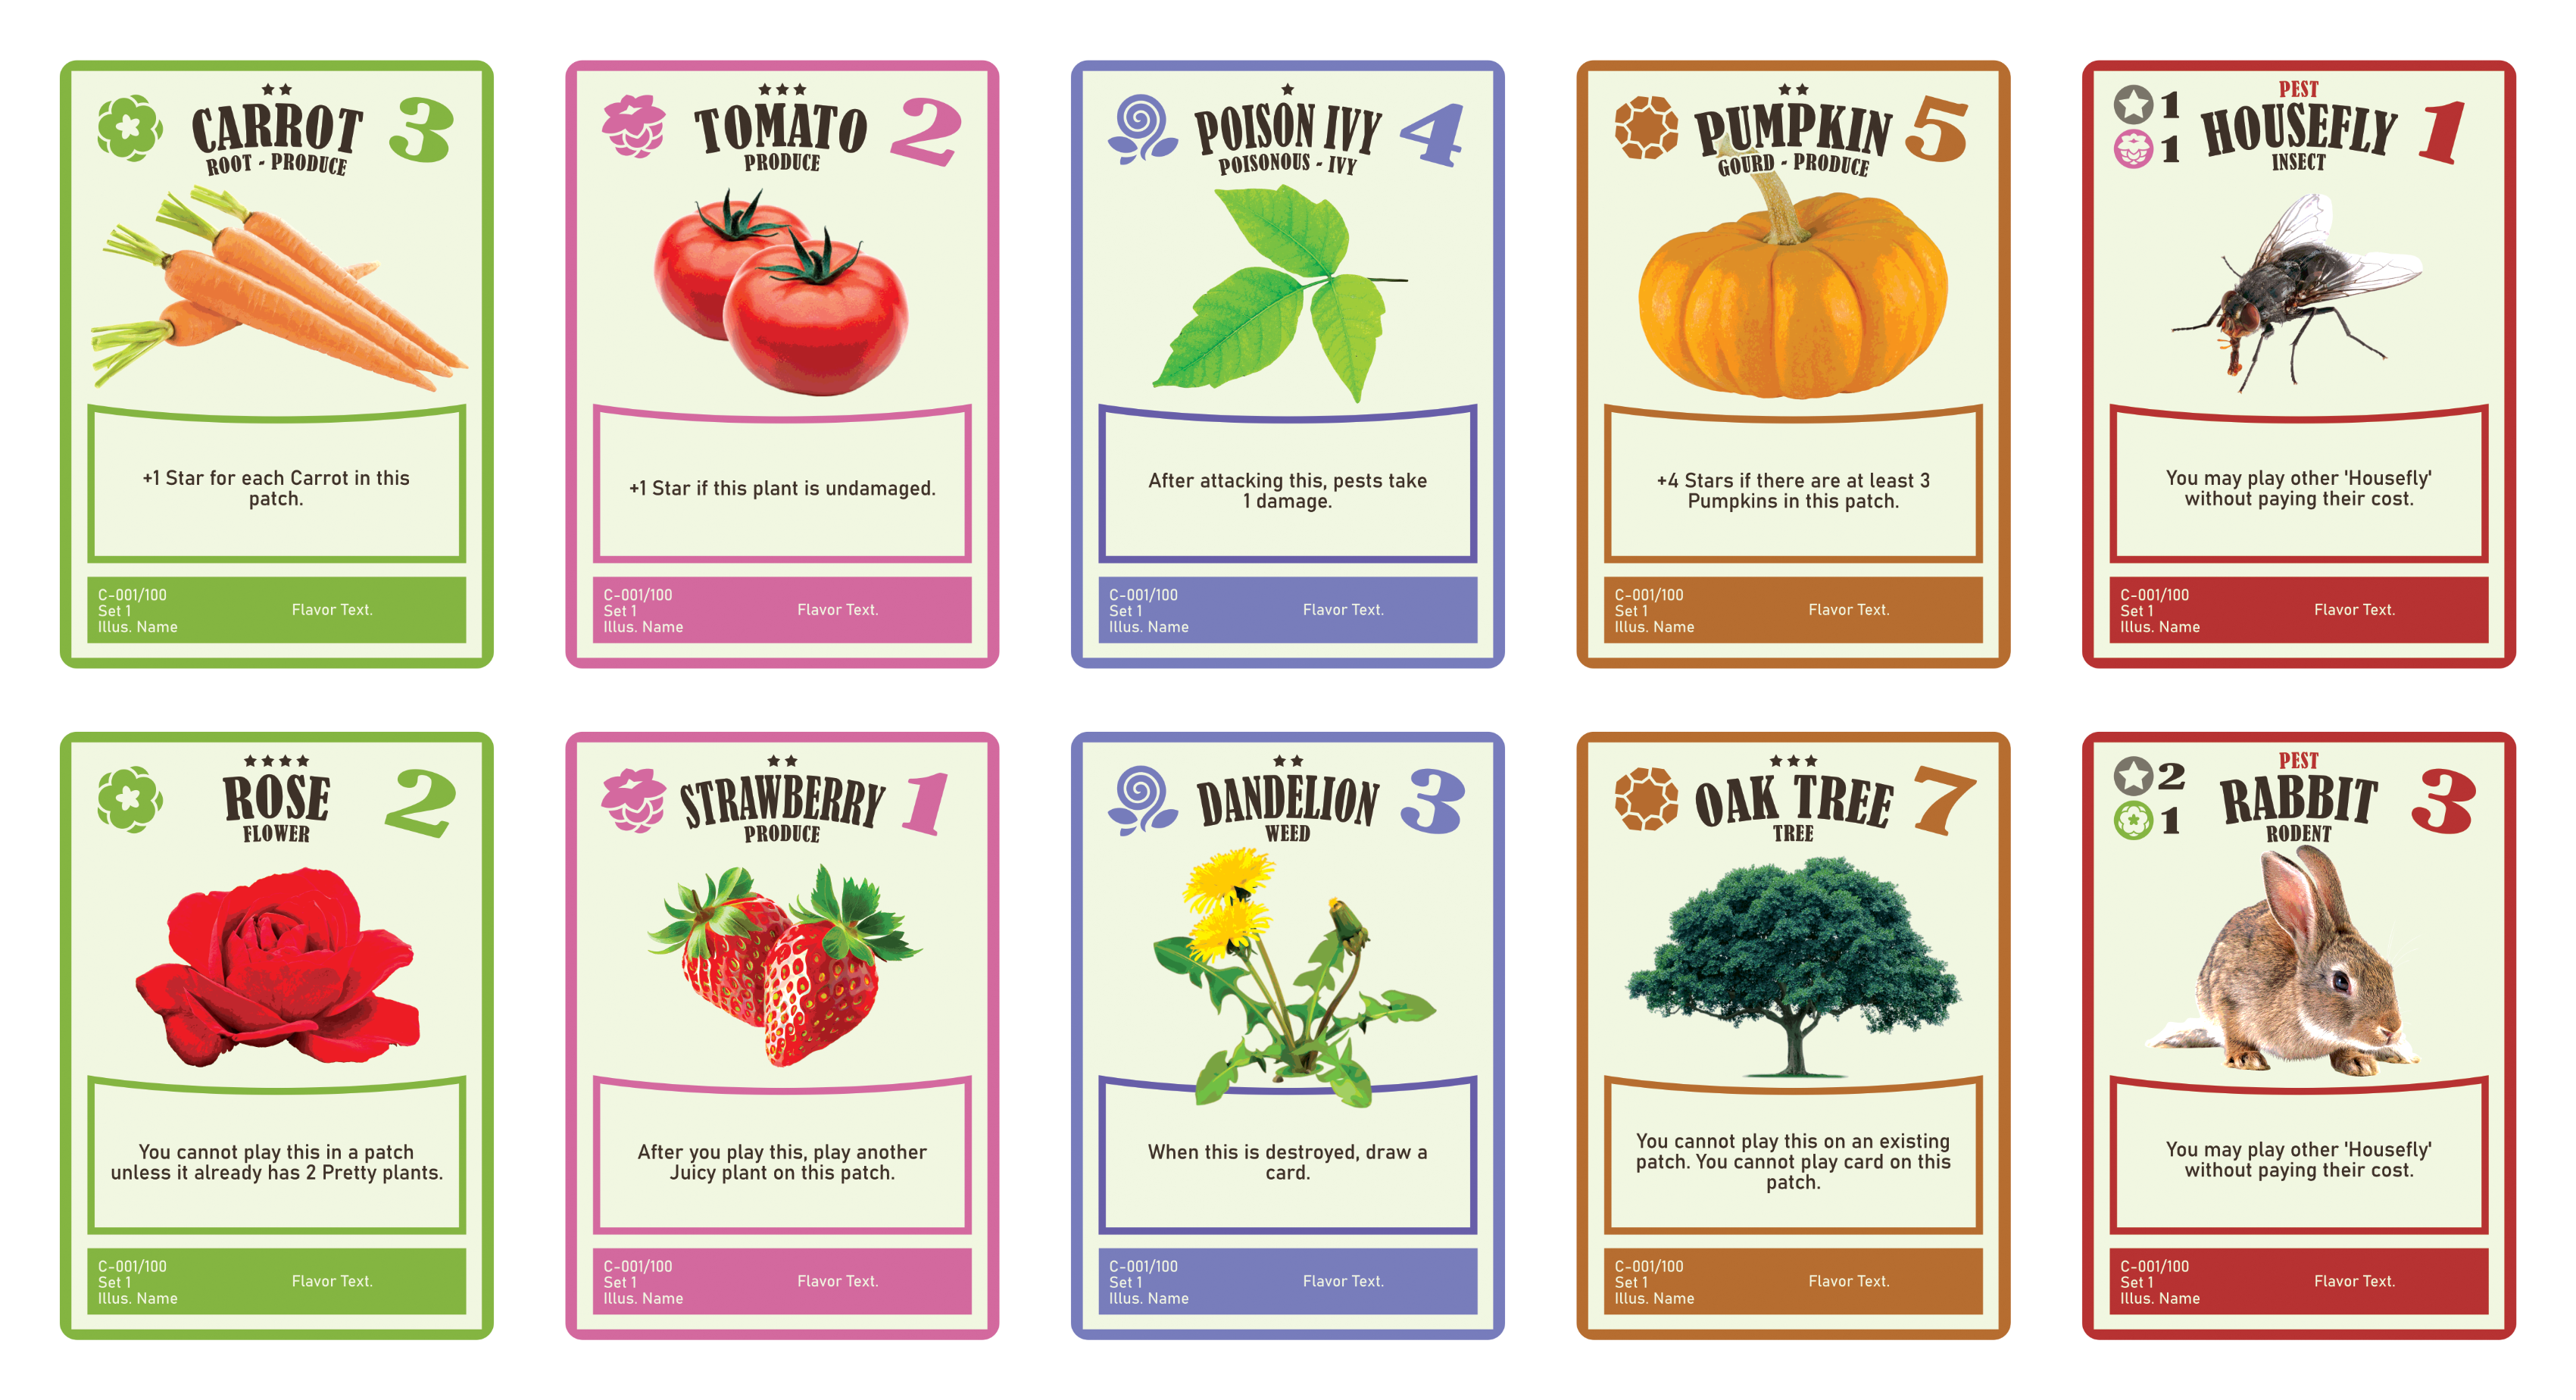 CARROT
3
ROOT - PRODUCE
+1 Star for each Carrot in this
patch.
C-001/100
Set 1
Illus. Name
Flavor Text.
TOMATO
2
PRODUCE
+1 Star if this plant is undamaged.
C-001/100
Set 1
Illus. Name
Flavor Text.
POISON IVY
4
POISONOUS - IVY
After attacking this, pests take
1 damage.
C-001/100
Set 1
Illus. Name
Flavor Text.
PUMPKIN
5
GOURD - PRODUCE
+4 Stars if there are at least 3
Pumpkins in this patch.
C-001/100
Set 1
Illus. Name
Flavor Text.
1
1
PEST
HOUSEFLY
1
INSECT
You may play other 'Housefly'
without paying their cost.
C-001/100
Set 1
Illus. Name
Flavor Text.
ROSE
2
FLOWER
You cannot play this in a patch
unless it already has 2 Pretty plants.
C-001/100
Set 1
Illus. Name
Flavor Text.
STRAWBERRY
1
PRODUCE
After you play this, play another
Juicy plant on this patch.
C-001/100
Set 1
Illus. Name
Flavor Text.
DANDELION
3
WEED
When this is destroyed, draw a
card.
C-001/100
Set 1
Illus. Name
Flavor Text.
OAK TREE
7
TREE
You cannot play this on an existing
patch. You cannot play card on this
patch.
C-001/100
Set 1
Illus. Name
Flavor Text.
2
1
PEST
RABBIT
3
RODENT
You may play other 'Housefly'
without paying their cost.
C-001/100
Set 1
Illus. Name
Flavor Text.